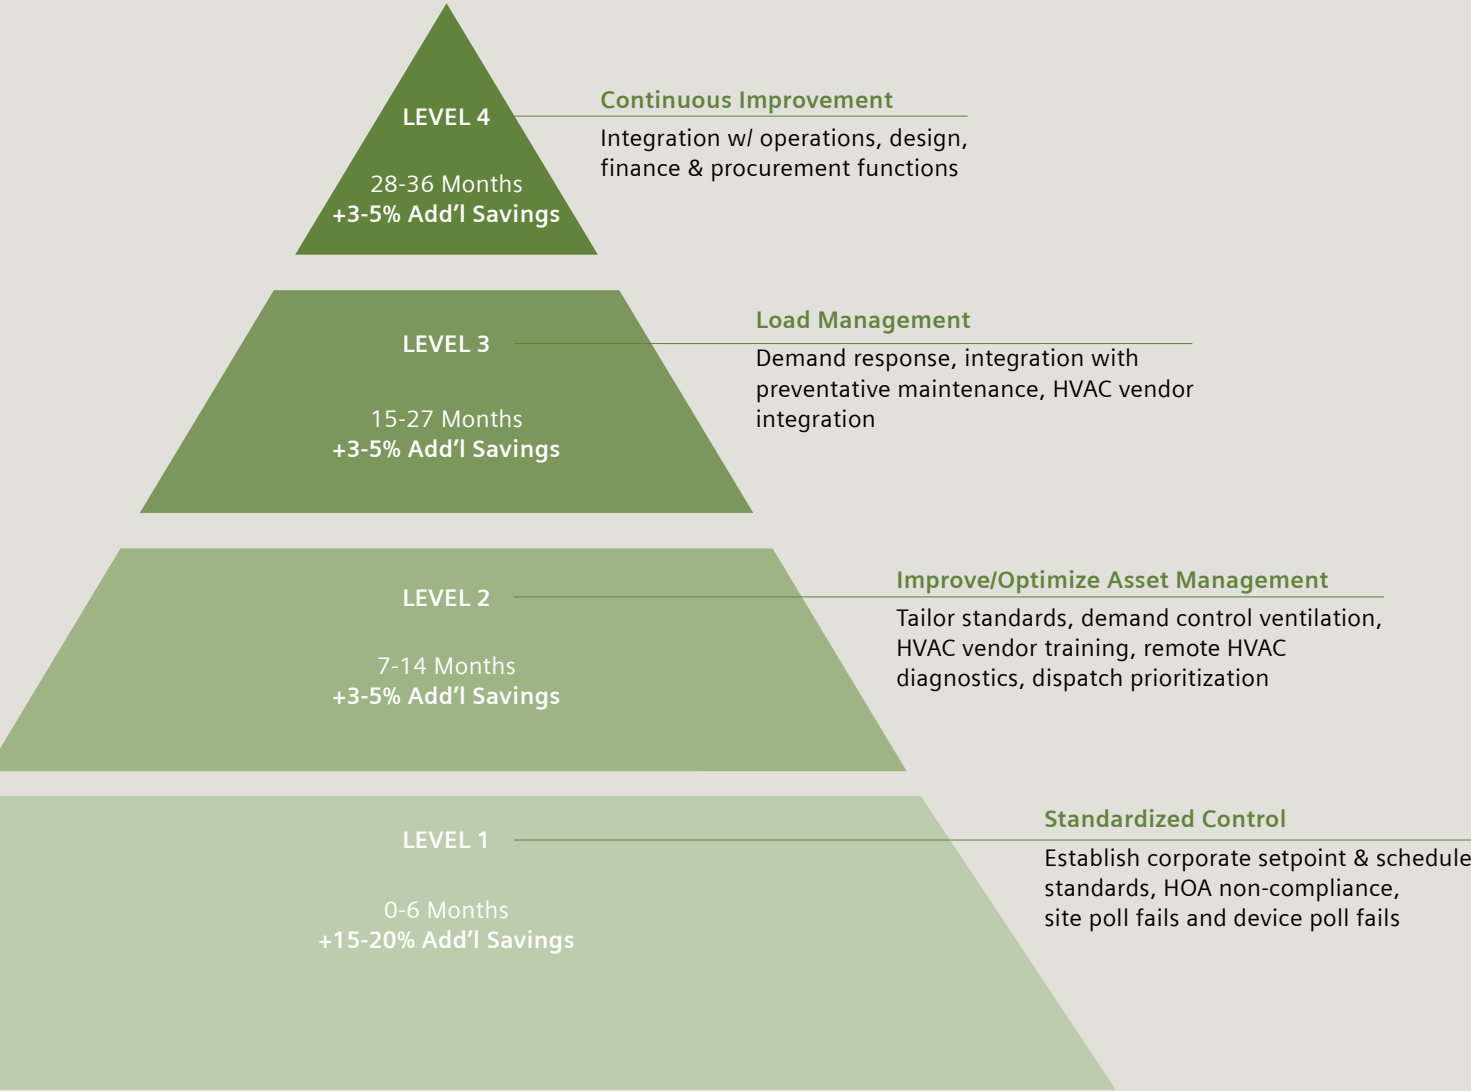 LEVEL 4
28-36 Months
+3-5% Add’l Savings
Continuous Improvement
Integration w/ operations, design,
finance & procurement functions
LEVEL 3
15-27 Months
+3-5% Add’l Savings
Load Management
Demand response, integration with
preventative maintenance, HVAC vendor
integration
LEVEL 2
7-14 Months
+3-5% Add’l Savings
Improve/Optimize Asset Management
Tailor standards, demand control ventilation,
HVAC vendor training, remote HVAC
diagnostics, dispatch prioritization
LEVEL 1
0-6 Months
+15-20% Add’l Savings
Standardized Control
Establish corporate setpoint & schedule
standards, HOA non-compliance,
site poll fails and device poll fails